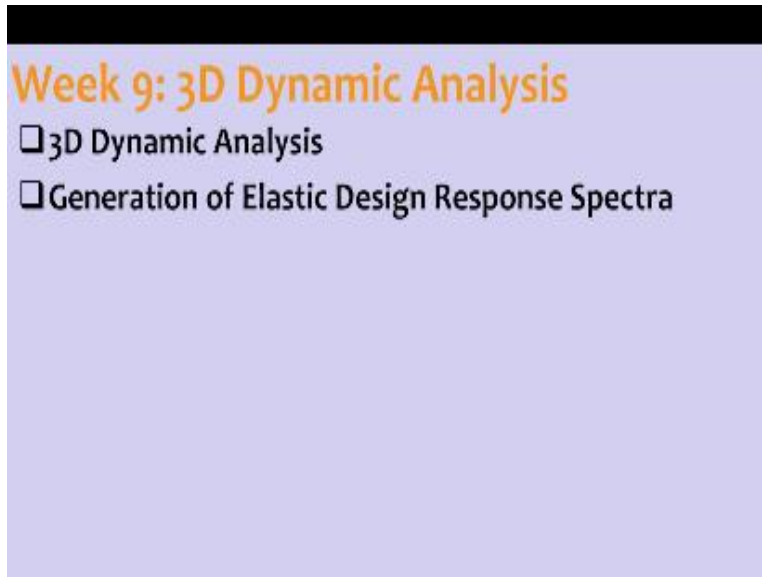 Week 9: 3D Dynamic Analysis
❑3D Dynamic Analysis
❑Generation of Elastic Design Response Spectra